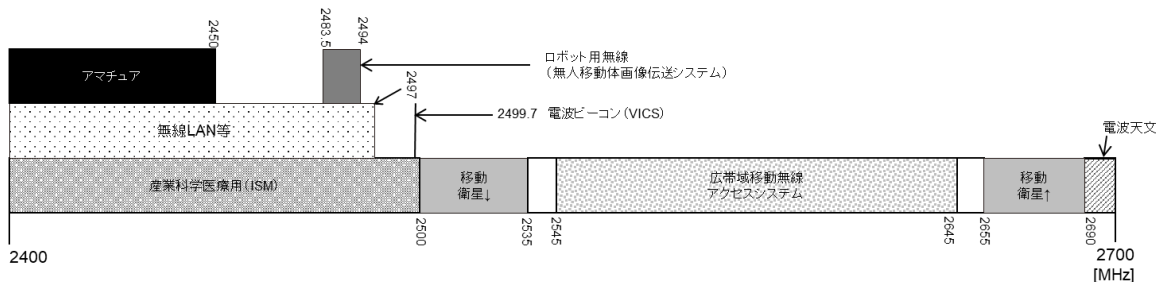 2450
2483.5
2494
ロボット用無線
（無人移動体画像伝送システム）
アマチュア
2497
2499.7 電波ビーコン（VICS）
無線LAN等
電波天文
産業科学医療用（ISM）
移動
衛星↓
広帯域移動無線
アクセスシステム
移動
衛星↑
2400
2500
2535
2545
2645
2655
2690
2700
[MHz]